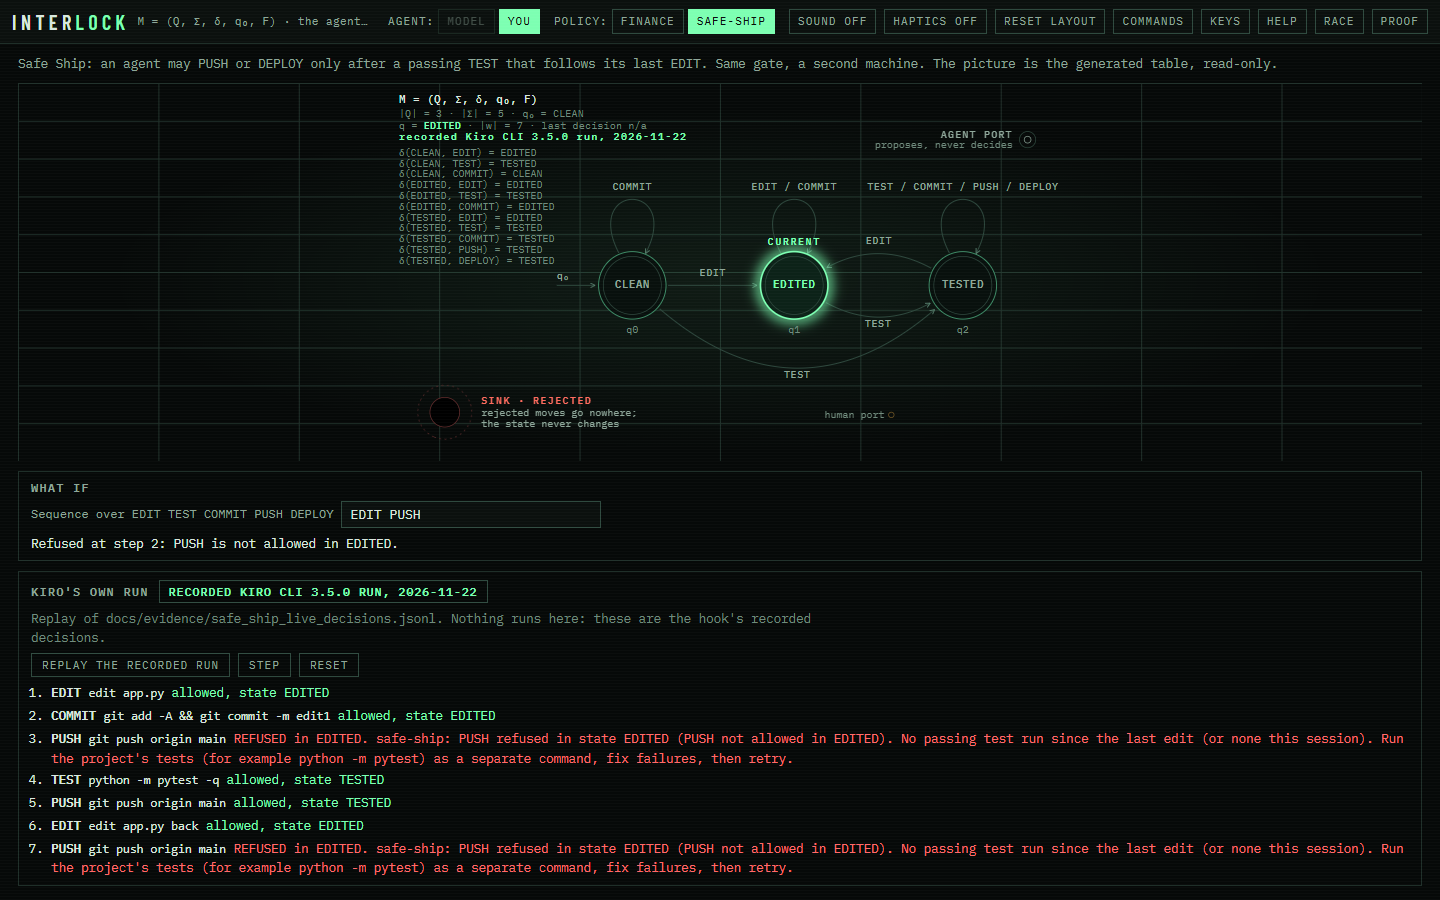 INTERLOCK M = (Q, Σ, δ, q₀, F) · the agent… AGENT: MODEL YOU POLICY: FINANCE SAFE-SHIP SOUND OFF HAPTICS OFF RESET LAYOUT COMMANDS KEYS HELP RACE PROOF
Safe Ship: an agent may PUSH or DEPLOY only after a passing TEST that follows its last EDIT. Same gate, a second machine. The picture is the generated table, read-only.
M = (Q, Σ, δ, q₀, F)
|Q| = 3 · |Σ| = 5 · q₀ = CLEAN
q = EDITED · |w| = 7 · last decision n/a
recorded Kiro CLI 3.5.0 run, 2026-11-22
δ(CLEAN, EDIT) = EDITED
δ(CLEAN, TEST) = TESTED
δ(CLEAN, COMMIT) = CLEAN
δ(EDITED, EDIT) = EDITED
δ(EDITED, TEST) = TESTED
δ(EDITED, COMMIT) = EDITED
δ(TESTED, EDIT) = EDITED
δ(TESTED, TEST) = TESTED
δ(TESTED, COMMIT) = TESTED
δ(TESTED, PUSH) = TESTED
δ(TESTED, DEPLOY) = TESTED
AGENT PORT
proposes, never decides
COMMIT
EDIT / COMMIT
TEST / COMMIT / PUSH / DEPLOY
CURRENT
EDIT
q₀
EDIT
CLEAN
EDITED
TESTED
TEST
q0
q1
q2
TEST
SINK · REJECTED
rejected moves go nowhere;
the state never changes
human port
WHAT IF
Sequence over EDIT TEST COMMIT PUSH DEPLOY EDIT PUSH
Refused at step 2: PUSH is not allowed in EDITED.
KIRO'S OWN RUN RECORDED KIRO CLI 3.5.0 RUN, 2026-11-22
Replay of docs/evidence/safe_ship_live_decisions.jsonl. Nothing runs here: these are the hook's recorded
decisions.
REPLAY THE RECORDED RUN STEP RESET
1. EDIT edit app.py allowed, state EDITED
2. COMMIT git add -A && git commit -m edit1 allowed, state EDITED
3. PUSH git push origin main REFUSED in EDITED. safe-ship: PUSH refused in state EDITED (PUSH not allowed in EDITED). No passing test run since the last edit (or none this session). Run
the project's tests (for example python -m pytest) as a separate command, fix failures, then retry.
4. TEST python -m pytest -q allowed, state TESTED
5. PUSH git push origin main allowed, state TESTED
6. EDIT edit app.py back allowed, state EDITED
7. PUSH git push origin main REFUSED in EDITED. safe-ship: PUSH refused in state EDITED (PUSH not allowed in EDITED). No passing test run since the last edit (or none this session). Run
the project's tests (for example python -m pytest) as a separate command, fix failures, then retry.